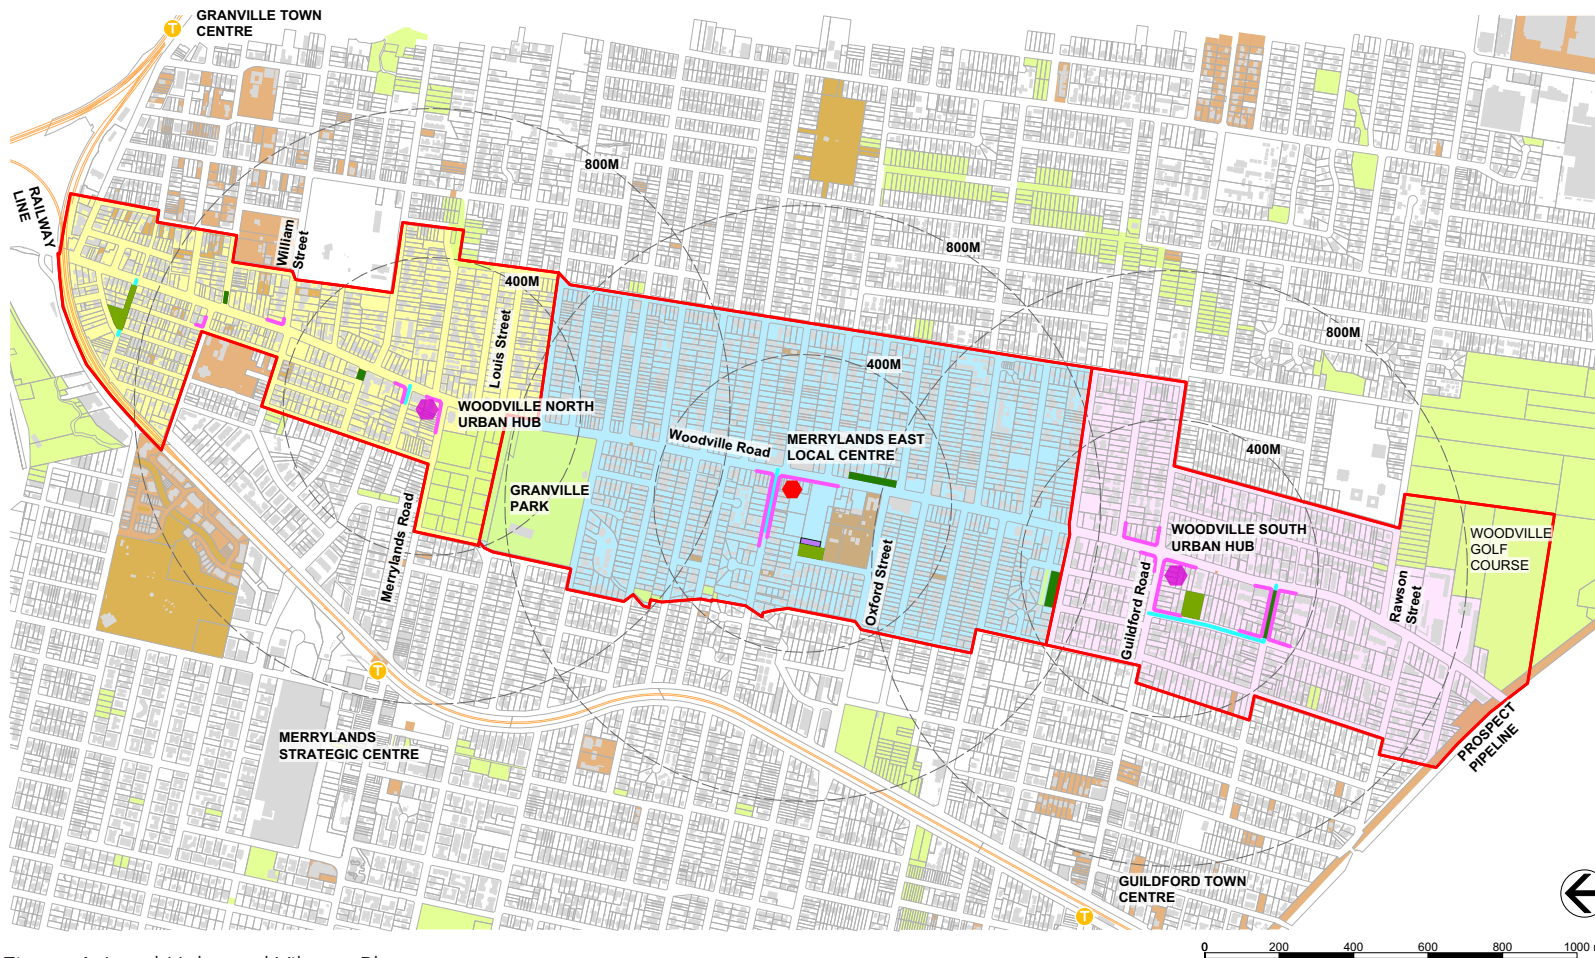 GRANVILLE TOWN
CENTRE
T
800M
RAILWAY
LINE
William
Street
800M
400M
Louis Street
800M
400M
WOODVILLE NORTH
URBAN HUB
Woodville Road
MERRYLANDS EAST
LOCAL CENTRE
400M
GRANVILLE
PARK
Merrylands Road
Oxford Street
WOODVILLE SOUTH
URBAN HUB
WOODVILLE
GOLF
COURSE
Guildford Road
Rawson
Street
T
MERRYLANDS
STRATEGIC CENTRE
PROSPECT
PIPELINE
GUILDFORD TOWN
CENTRE
T
0 200 400 600 800 1000